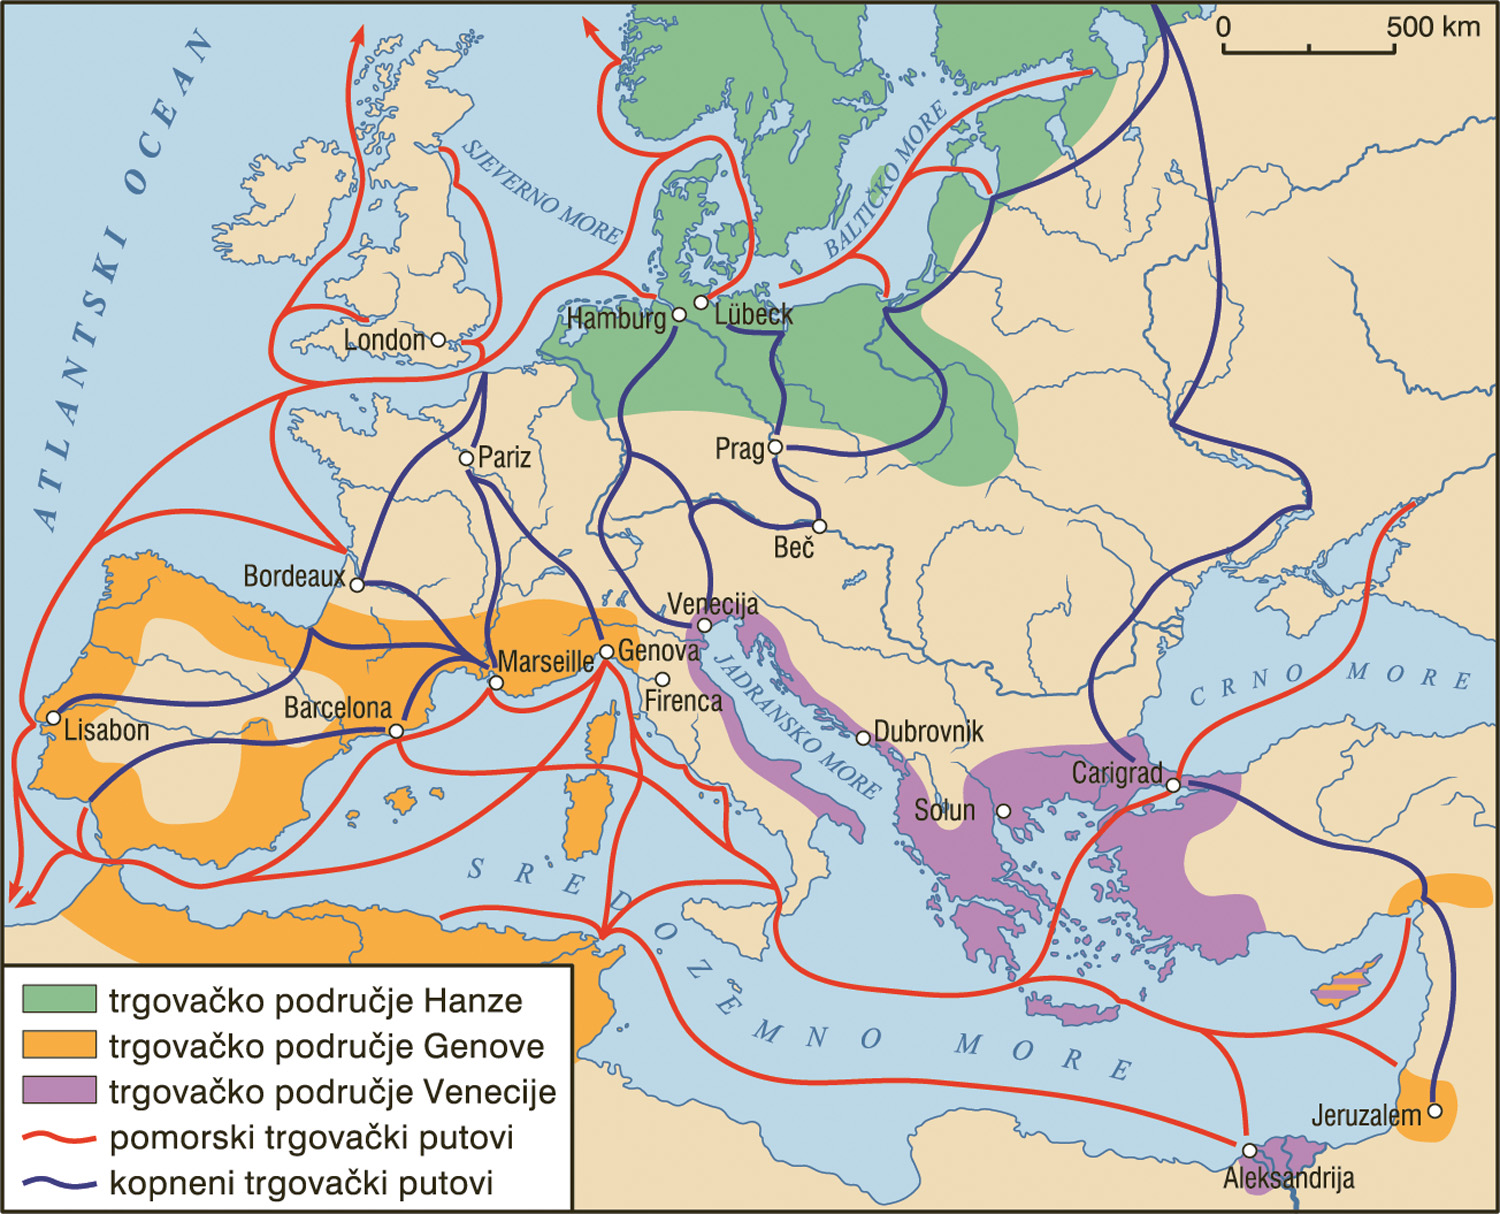 0 500 km
ATLANTSKI OCEAN
SJEVERNO MORE
BALTIČKO MORE
London
Hamburg
Lübeck
Pariz
Prag
Beč
Bordeaux
Venecija
Marseille
Genova
Firenca
Barcelona
Lisabon
JADRANSKO MORE
Dubrovnik
CRNO MORE
Carigrad
Solun
SREDOZEMNO MORE
Jeruzalem
Aleksandrija
trgovačko područje Hanze
trgovačko područje Genove
trgovačko područje Venecije
pomorski trgovački putovi
kopneni trgovački putovi